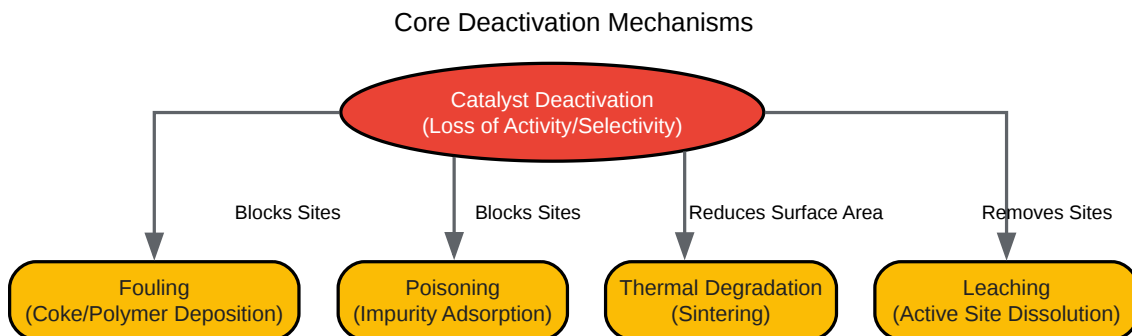 Core Deactivation Mechanisms
Catalyst Deactivation
(Loss of Activity/Selectivity)
Blocks Sites
Blocks Sites
Reduces Surface Area
Removes Sites
Fouling
(Coke/Polymer Deposition)
Poisoning
(Impurity Adsorption)
Thermal Degradation
(Sintering)
Leaching
(Active Site Dissolution)